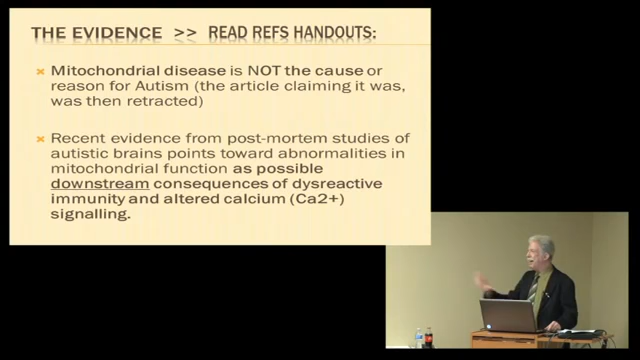 THE EVIDENCE >> READ REFS HANDOUTS:
Mitochondrial disease is NOT the cause or
reason for Autism (the article claiming it was,
was then retracted)
Recent evidence from post-mortem studies of
autistic brains points toward abnormalities in
mitochondrial function as possible
downstream consequences of dysreactive
immunity and altered calcium (Ca2+)
signalling.